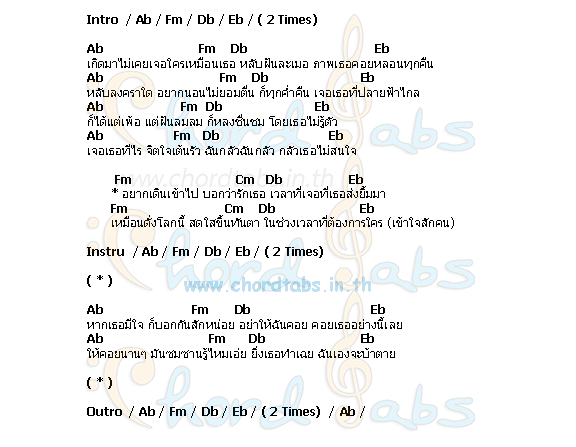 Intro / Ab / Fm / Db / Eb / ( 2 Times)
Ab Fm Db Eb
เกิดมาไม่เคยเจอใครเหมือนเธอ หลับฝันละเมอ ภาพเธอคอยหลอนทุกคืน
Ab Fm Db Eb
หลับลงคราใด อยากนอนไม่ยอมตื่น ก็ทุกค่ำคืน เจอเธอที่ปลายฟ้าไกล
Ab Fm Db Eb
ก็ได้แต่เพ้อ แต่ฝันลมลม ก็หลงชื่นชม โดยเธอไม่รู้ตัว
Ab Fm Db Eb
เจอเธอทีไร จิตใจเต้นรัว ฉันกลัวฉันกลัว กลัวเธอไม่สนใจ
Fm Cm Db Eb
* อยากเดินเข้าไป บอกว่ารักเธอ เวลาที่เจอที่เธอส่งยิ้มมา
Fm Cm Db Eb
เหมือนดั่งโลกนี้ สดใสขึ้นทันตา ในช่วงเวลาที่ต้องการใคร (เข้าใจสักคน)
Instru / Ab / Fm / Db / Eb / ( 2 Times)
( * )
www.chordtabs.in.th
Ab Fm Db Eb
หากเธอมีใจ ก็บอกกันสักหน่อย อย่าให้ฉันคอย คอยเธออย่างนี้เลย
Ab Fm Db Eb
ให้คอยนานๆ มันซมซานรู้ไหมเอ่ย ยิ่งเธอทำเฉย ฉันเองจะบ้าตาย
( * )
Outro / Ab / Fm / Db / Eb / ( 2 Times) / Ab /